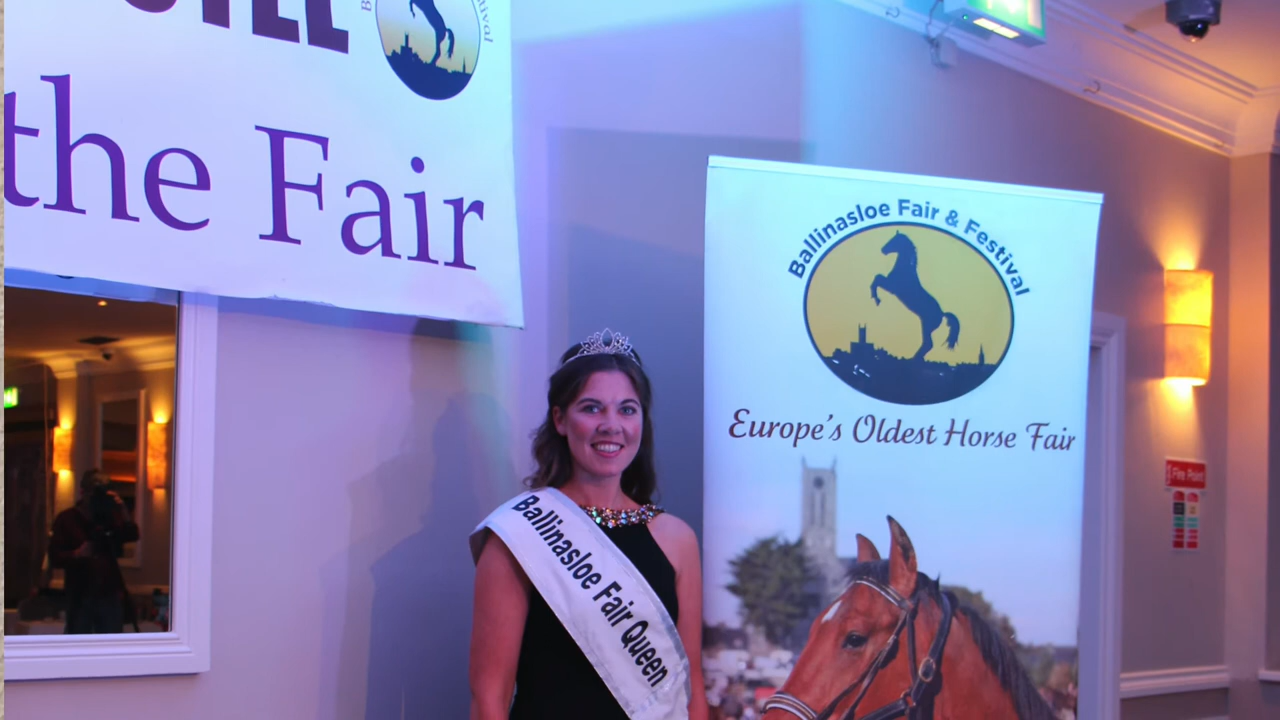 the Fair
Ballinasloe Fair & Festival
Europe's Oldest Horse Fair
Ballinasloe Fair Queen
Fire Point